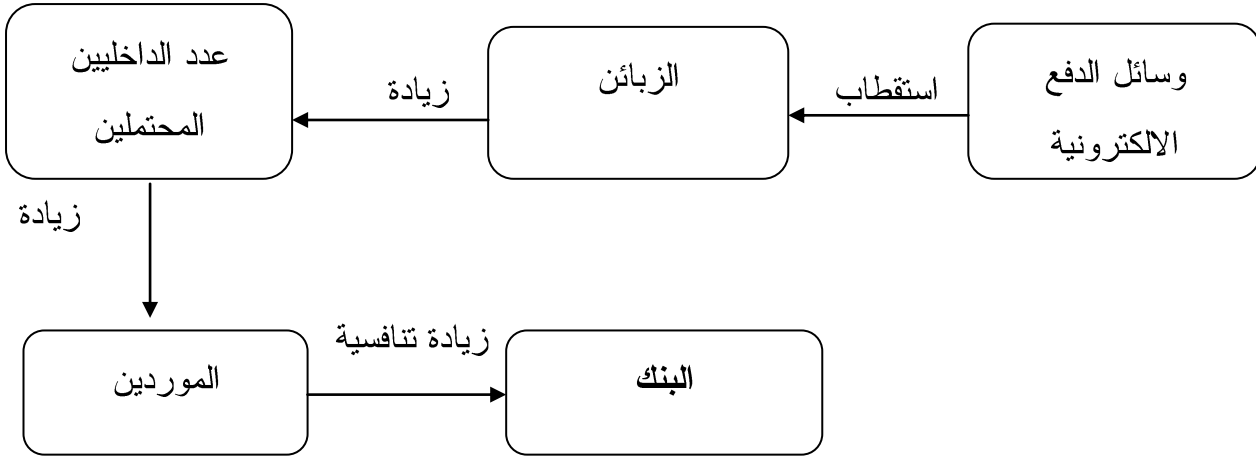 وسائل الدفع
الالكترونية
استقطاب
الزبائن
زيادة
عدد الداخليين
المحتملين
زيادة
الموردين
زيادة تنافسية
البنك